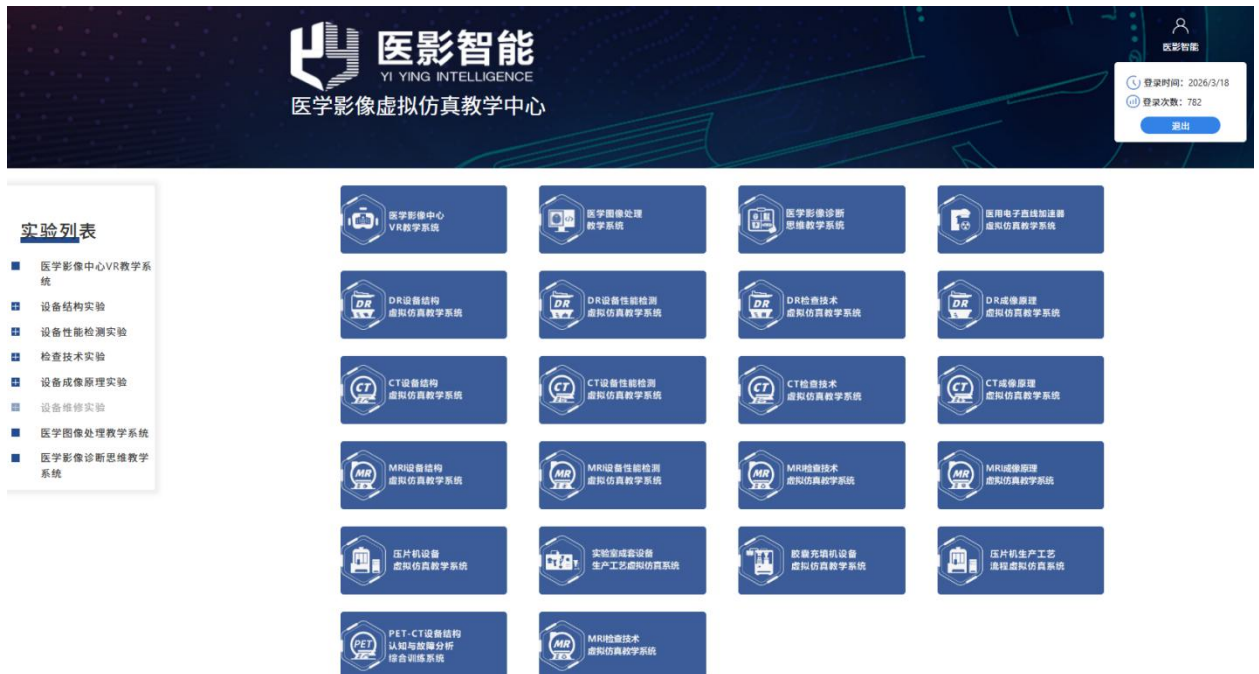 医影智能
YI YING INTELLIGENCE
医学影像虚拟仿真教学中心
医影智能
登录时间：2026/3/18
登录次数：782
退出
实验列表
医学影像中心VR教学系
统
设备结构实验
设备性能检测实验
检查技术实验
设备成像原理实验
设备维修实验
医学图像处理教学系统
医学影像诊断思维教学
系统
医学影像中心
VR教学系统
医学图像处理
教学系统
医学影像诊断
思维教学系统
医用电子直线加速器
虚拟仿真教学系统
DR
DR设备结构
虚拟仿真教学系统
DR
DR设备性能检测
虚拟仿真教学系统
DR
DR检查技术
虚拟仿真教学系统
DR
DR成像原理
虚拟仿真教学系统
CT
CT设备结构
虚拟仿真教学系统
CT
CT设备性能检测
虚拟仿真教学系统
CT
CT检查技术
虚拟仿真教学系统
CT
CT成像原理
虚拟仿真教学系统
MR
MRI设备结构
虚拟仿真教学系统
MR
MRI设备性能检测
虚拟仿真教学系统
MR
MRI检查技术
虚拟仿真教学系统
MR
MRI成像原理
虚拟仿真教学系统
压片机设备
虚拟仿真教学系统
实验室成套设备
生产工艺虚拟仿真系统
胶囊充填机设备
虚拟仿真教学系统
压片机生产工艺
流程虚拟仿真系统
PET
PET-CT设备结构
认知与故障分析
综合训练系统
MR
MRI检查技术
虚拟仿真教学系统